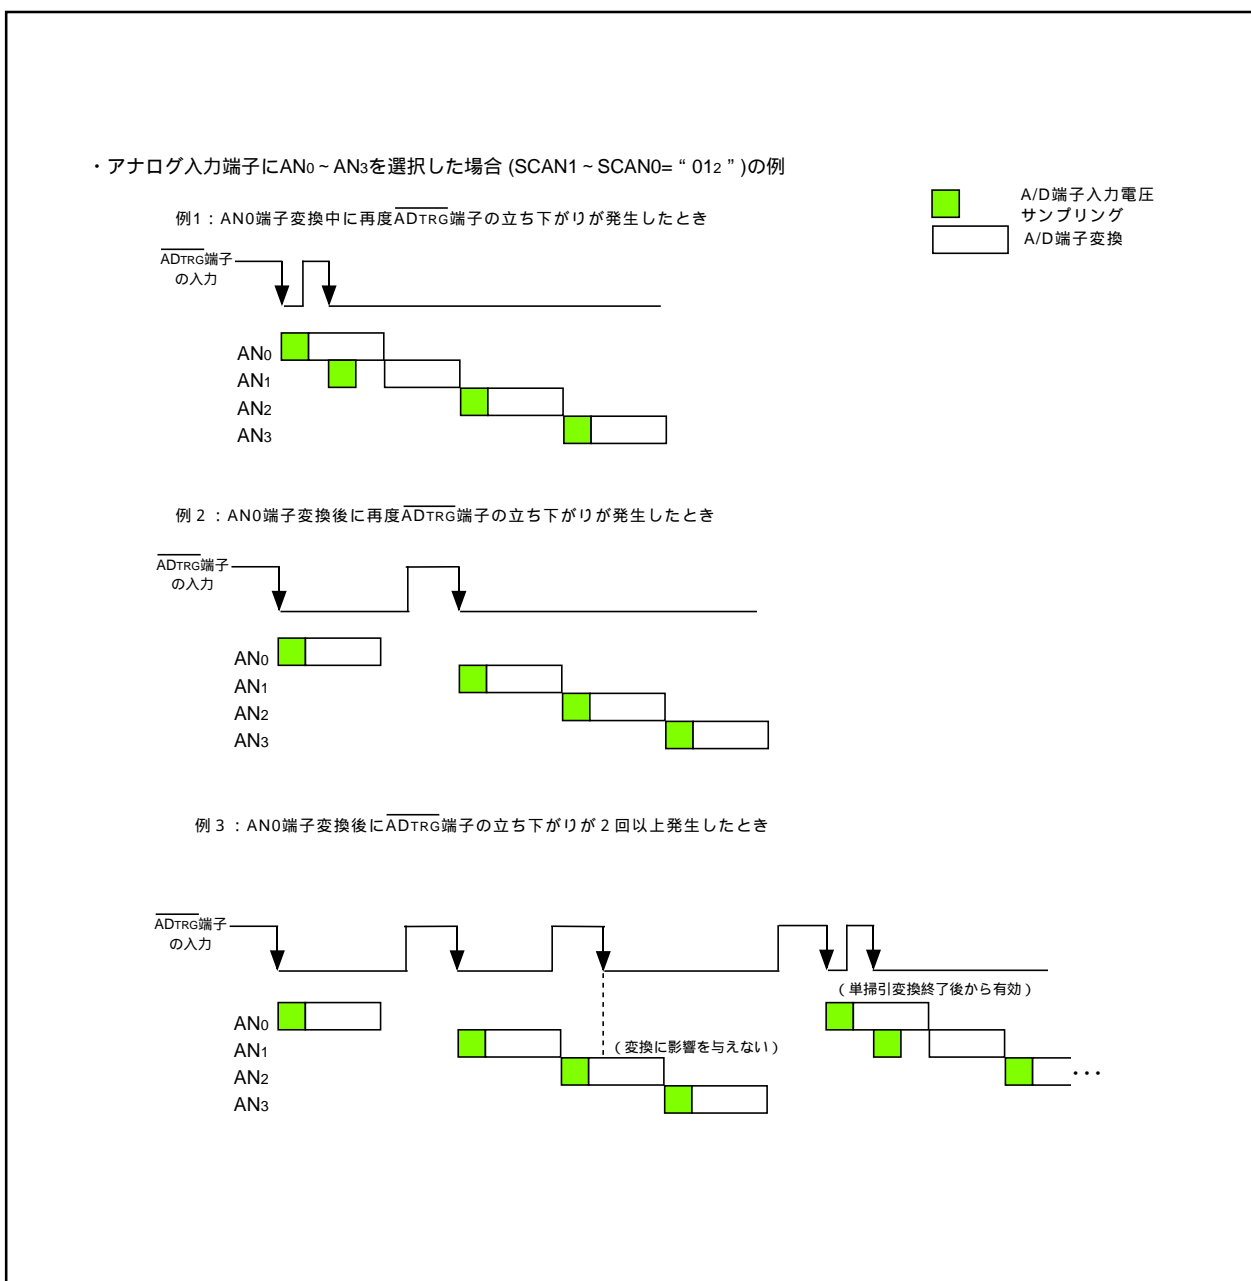 ・アナログ入力端子にAN0～AN3を選択した場合 (SCAN1～SCAN0= “ 012 ” )の例
A/D端子入力電圧
サンプリング
A/D端子変換
例1：AN0端子変換中に再度ADTRG端子の立ち下がりが発生したとき
ADTRG端子
の入力
AN0
AN1
AN2
AN3
例２：AN0端子変換後に再度ADTRG端子の立ち下がりが発生したとき
ADTRG端子
の入力
AN0
AN1
AN2
AN3
例３：AN0端子変換後にADTRG端子の立ち下がりが２回以上発生したとき
ADTRG端子
の入力
（単掃引変換終了後から有効）
AN0
AN1
（変換に影響を与えない）
AN2
･･･
AN3